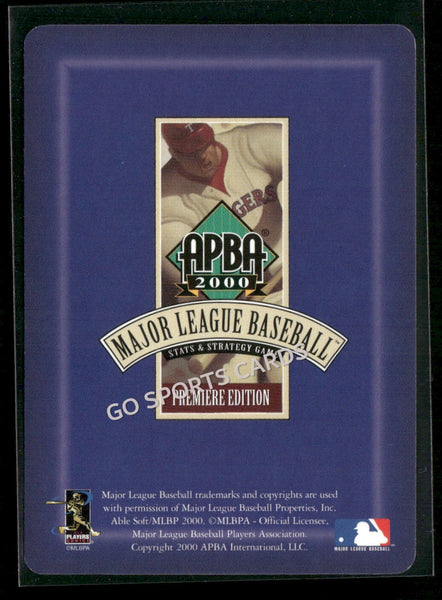 T
GERS
APBA®
2000
MAJOR LEAGUE BASEBALL™
STATS & STRATEGY GAME
GO SPORTS CARDS
PREMIERE EDITION
Major League Baseball trademarks and copyrights are used
with permission of Major League Baseball Properties, Inc.
Able Soft/MLBP 2000. ©MLBPA - Official Licensee,
Major League Baseball Players Association.
Copyright 2000 APBA International, LLC.
PLAYERS
CHOICE
©MLBPA
MAJOR LEAGUE BASEBALL